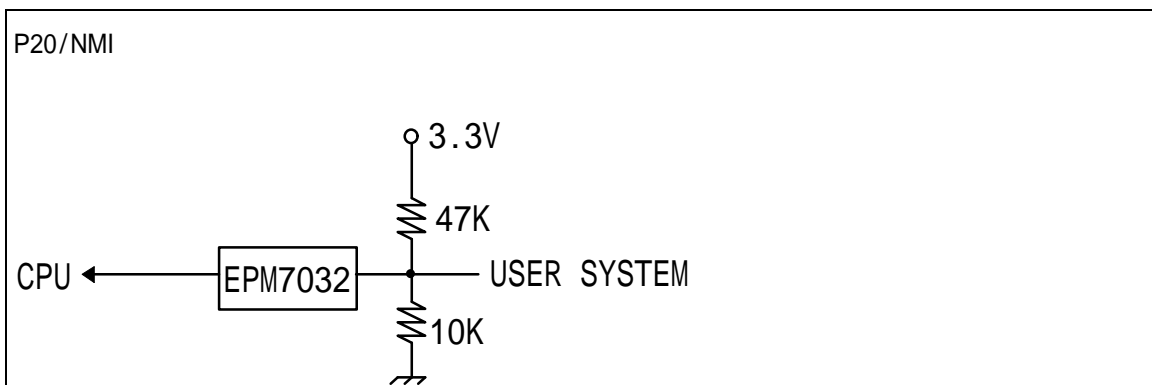 P20/NMI
3.3V
47K
CPU
EPM7032
USER SYSTEM
10K